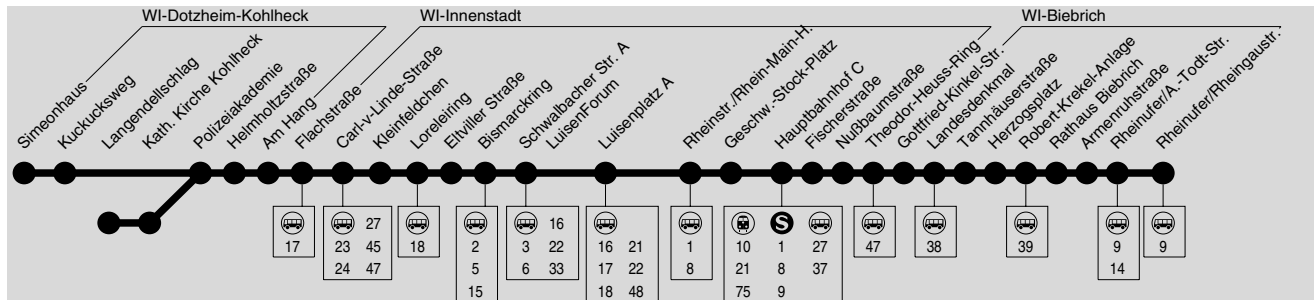 WI-Dotzheim-Kohlheck
WI-Innenstadt
WI-Biebrich
Simeonhaus
Kuckucksweg
Langendellschlag
Kath. Kirche Kohlheck
Polizeiakademie
Helmholtzstraße
Am Hang
Flachstraße
Carl-v-Linde-Straße
Kleinfeldchen
Loreleiring
Eltviller Straße
Bismarckring
Schwalbacher Str. A
LuisenForum
Luisenplatz A
Rheinstr./Rhein-Main-H.
Geschw.-Stock-Platz
Hauptbahnhof C
Fischerstraße
Nußbaumstraße
Theodor-Heuss-Ring
Gottfried-Kinkel-Str.
Landesdenkmal
Tannhäuserstraße
Herzogsplatz
Robert-Krekel-Anlage
Rathaus Biebrich
Armenruhstraße
Rheinufer/A.-Todt-Str.
Rheinufer/Rheingaustr.
17
27
23 45
24 47
18
2
5
15
16
3 22
6 33
16 21
17 22
18 48
1
8
S
10 1 27
21 8 37
75 9
47
38
39
9
14
9